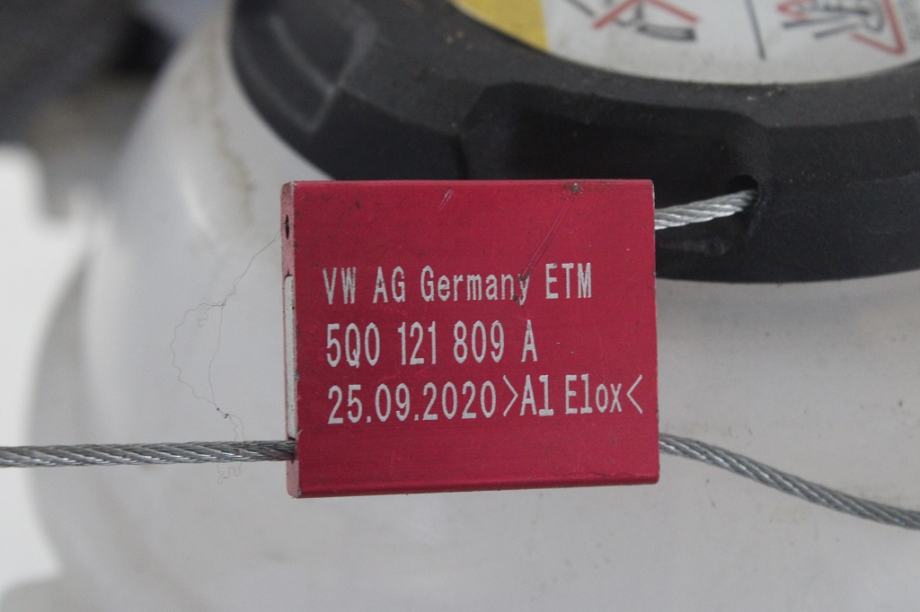 VW AG Germany ETM
5Q0 121 809 A
25.09.2020 >Al Elox<